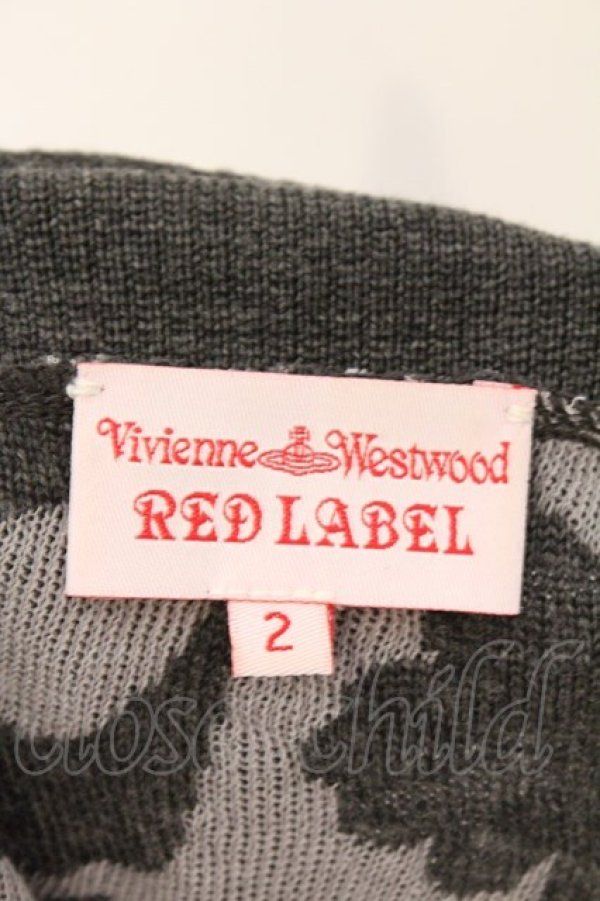 Vivienne Westwood
RED LABEL
2
closet child